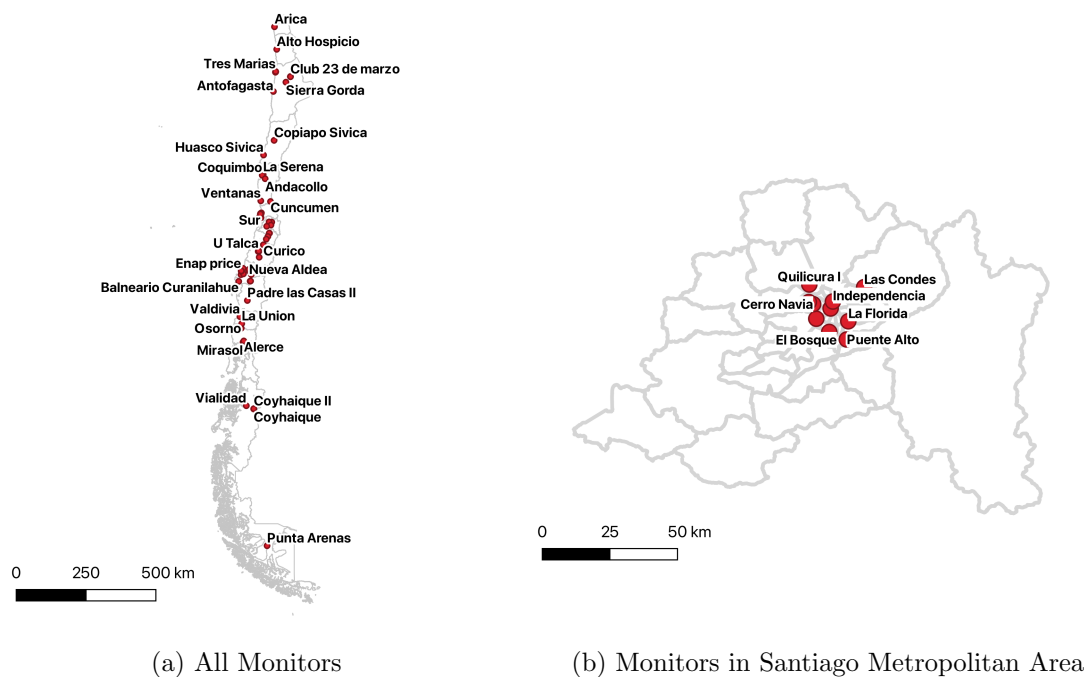 Arica
Alto Hospicio
Tres Marias
Club 23 de marzo
Antofagasta
Sierra Gorda
Copiapo Sivica
Huasco Sivica
Coquimbo
La Serena
Andacollo
Ventanas
Cuncumen
Sur
U Talca
Curico
Enap price
Nueva Aldea
Balneario Curanilahue
Padre las Casas II
Valdivia
La Union
Osorno
Mirasol
Alerce
Vialidad
Coyhaique II
Coyhaique
Punta Arenas
0 250 500 km
(a) All Monitors
Quilicura I
Las Condes
Cerro Navia
Independencia
La Florida
El Bosque
Puente Alto
0 25 50 km
(b) Monitors in Santiago Metropolitan Area